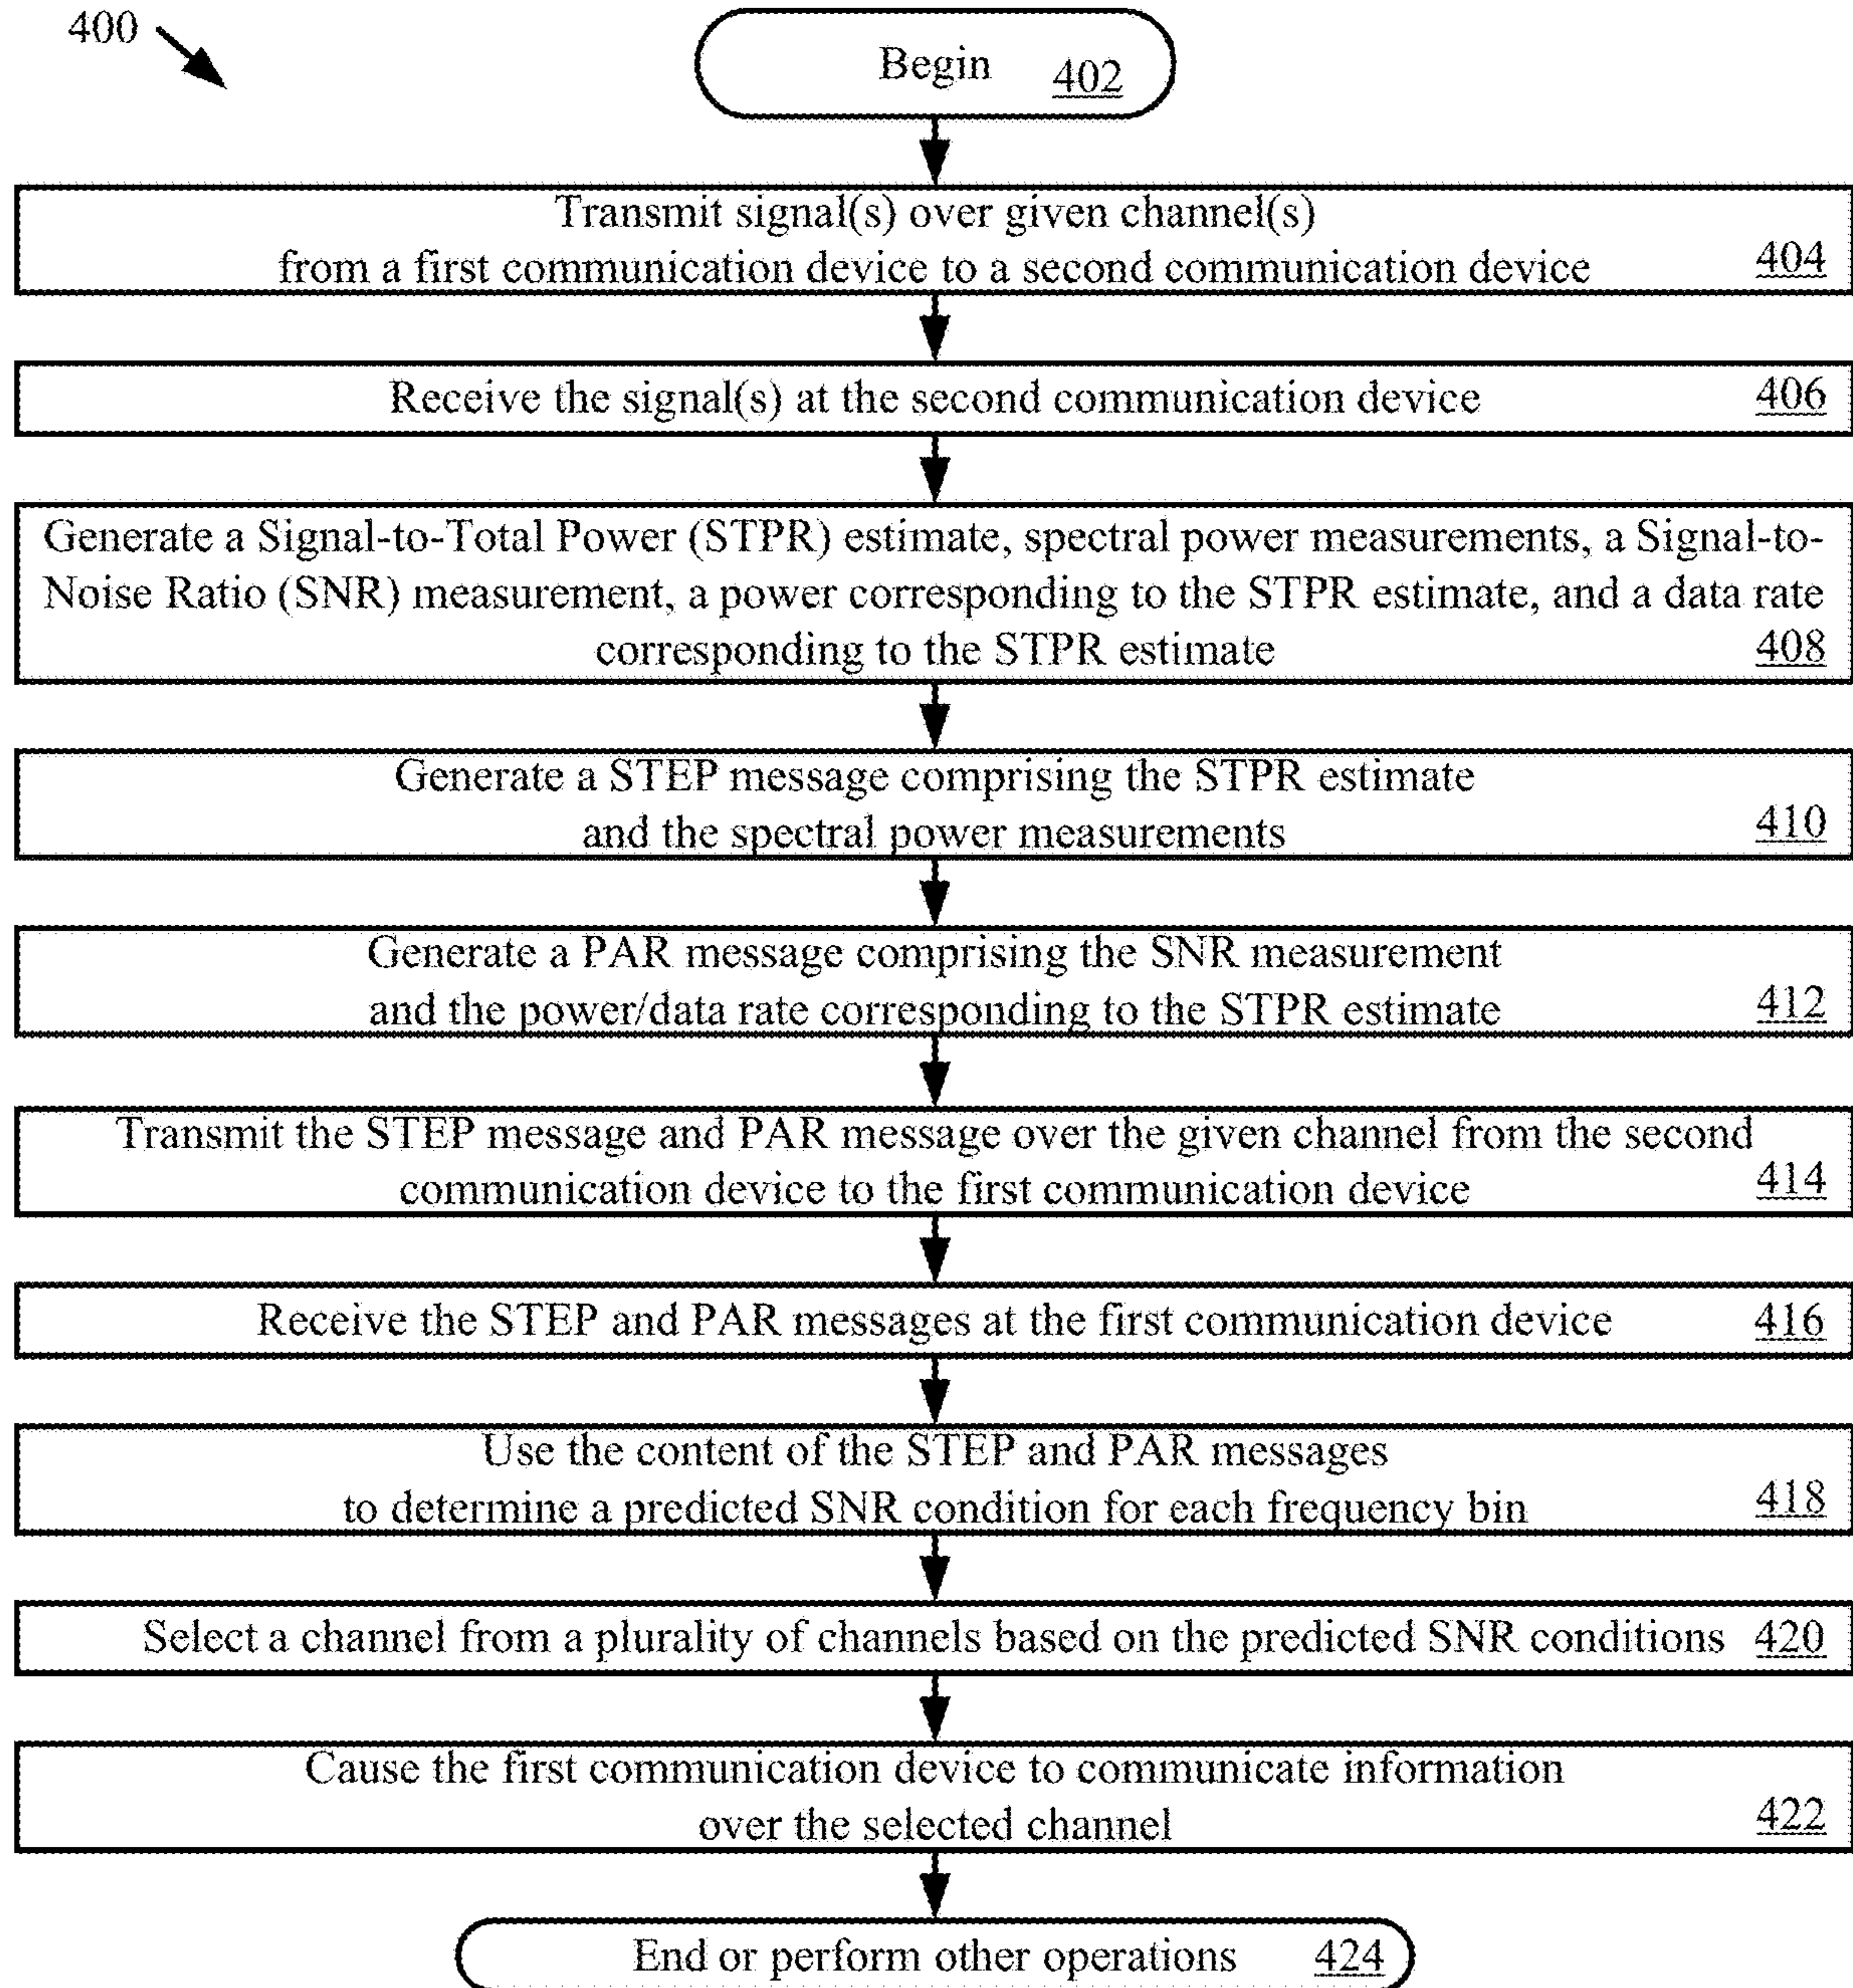 400
Begin 402
Transmit signal(s) over given channel(s)
from a first communication device to a second communication device 404
Receive the signal(s) at the second communication device 406
Generate a Signal-to-Total Power (STPR) estimate, spectral power measurements, a Signal-to-
Noise Ratio (SNR) measurement, a power corresponding to the STPR estimate, and a data rate
corresponding to the STPR estimate 408
Generate a STEP message comprising the STPR estimate
and the spectral power measurements 410
Generate a PAR message comprising the SNR measurement
and the power/data rate corresponding to the STPR estimate 412
Transmit the STEP message and PAR message over the given channel from the second
communication device to the first communication device 414
Receive the STEP and PAR messages at the first communication device 416
Use the content of the STEP and PAR messages
to determine a predicted SNR condition for each frequency bin 418
Select a channel from a plurality of channels based on the predicted SNR conditions 420
Cause the first communication device to communicate information
over the selected channel 422
End or perform other operations 424